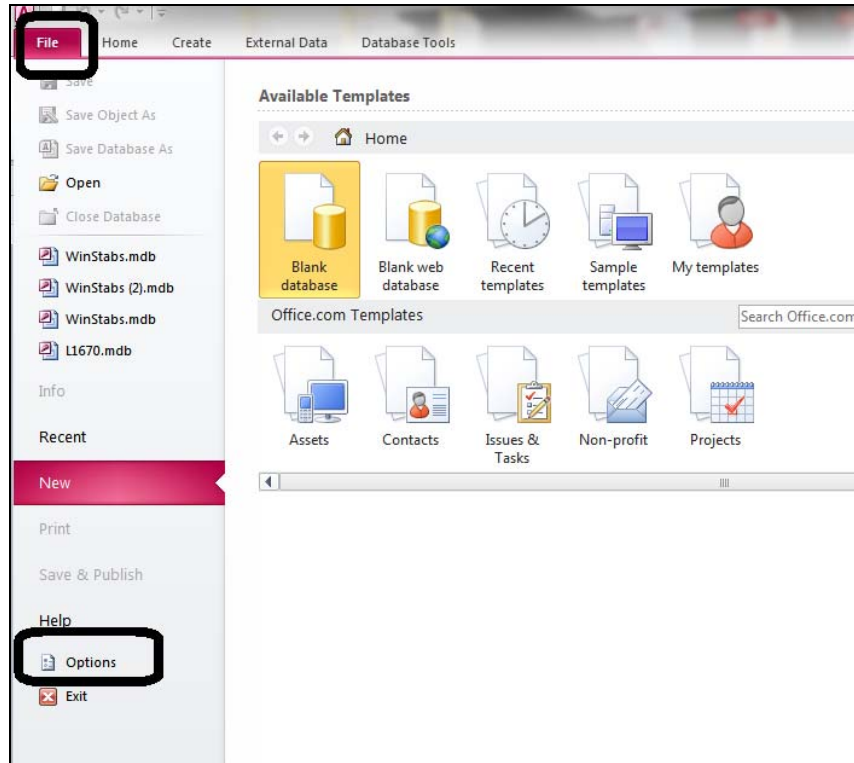 File Home Create External Data Database Tools
Save
Save Object As
Save Database As
Open
Close Database
WinStabs.mdb
WinStabs (2).mdb
WinStabs.mdb
L1670.mdb
Info
Recent
New
Print
Save & Publish
Help
Options
Exit
Available Templates
Home
Blank database
Blank web database
Recent templates
Sample templates
My templates
Office.com Templates
Search Office.com
Assets
Contacts
Issues & Tasks
Non-profit
Projects